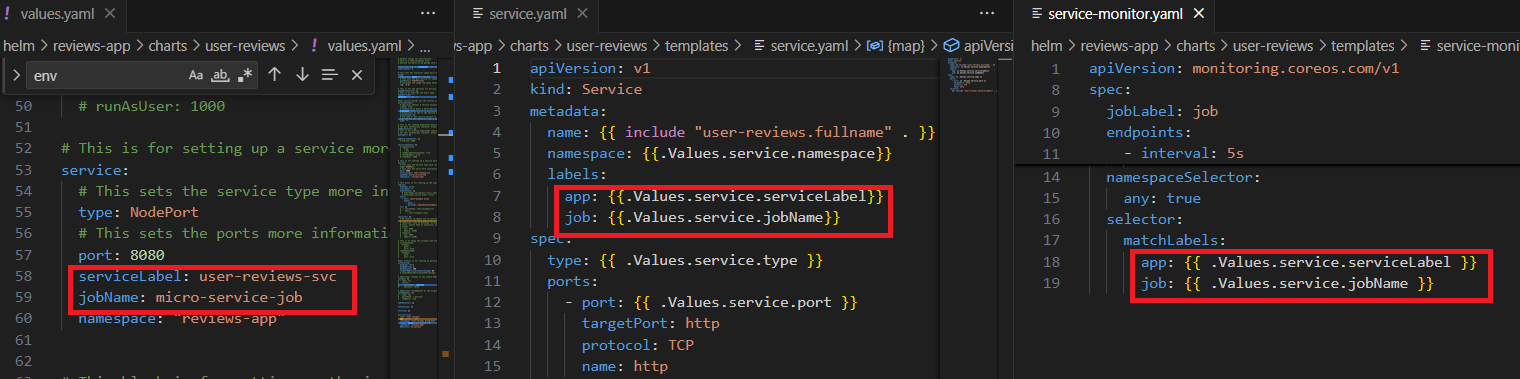 values.yaml
helm > reviews-app > charts > user-reviews > ! values.yaml > ...
env
Aa ab .*
50 # runAsUser: 1000
51
52 # This is for setting up a service mor
53 service:
54 # This sets the service type more in
55 type: NodePort
56 # This sets the ports more informati
57 port: 8080
58 serviceLabel: user-reviews-svc
59 jobName: micro-service-job
60 namespace: "reviews-app"
61
62
service.yaml
ws-app > charts > user-reviews > templates > service.yaml > {map} > apiVersi
1 apiVersion: v1
2 kind: Service
3 metadata:
4 name: {{ include "user-reviews.fullname" . }}
5 namespace: {{.Values.service.namespace}}
6 labels:
7 app: {{.Values.service.serviceLabel}}
8 job: {{.Values.service.jobName}}
9 spec:
10 type: {{ .Values.service.type }}
11 ports:
12 - port: {{ .Values.service.port }}
13 targetPort: http
14 protocol: TCP
15 name: http
service-monitor.yaml
helm > reviews-app > charts > user-reviews > templates > service-monit
1 apiVersion: monitoring.coreos.com/v1
8 spec:
9 jobLabel: job
10 endpoints:
11 - interval: 5s
14 namespaceSelector:
15 any: true
16 selector:
17 matchLabels:
18 app: {{ .Values.service.serviceLabel }}
19 job: {{ .Values.service.jobName }}